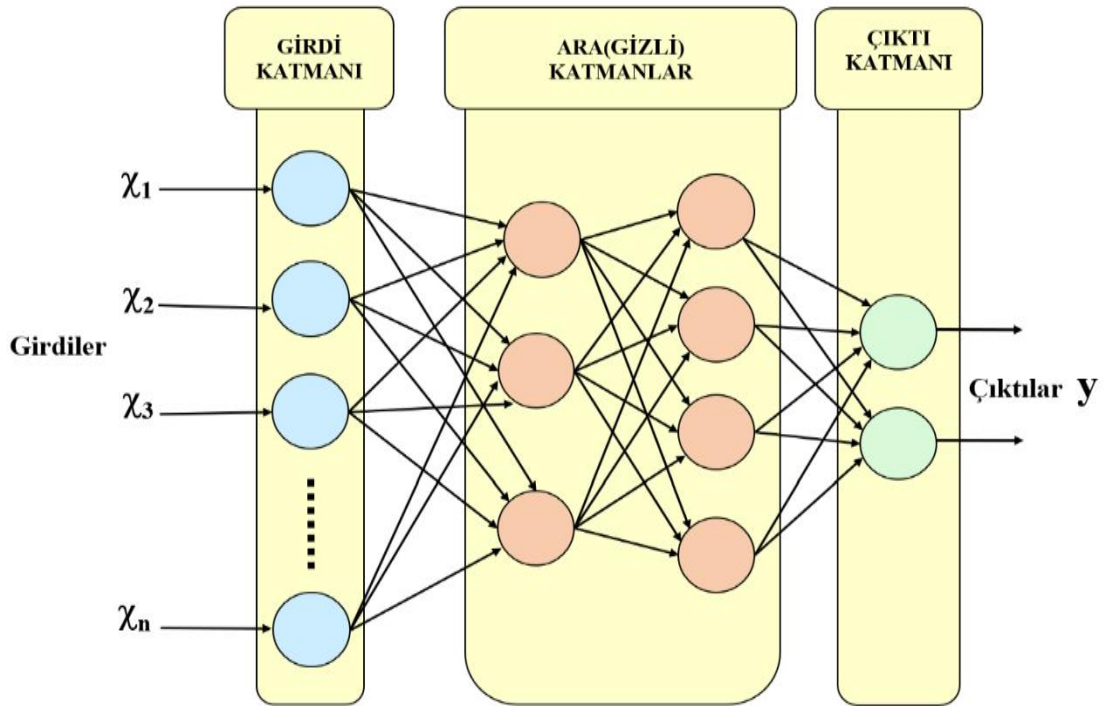 GİRDİ
KATMANI
ARA(GİZLİ)
KATMANLAR
ÇIKTI
KATMANI
χ1
χ2
Girdiler
χ3
χn
Çıktılar y